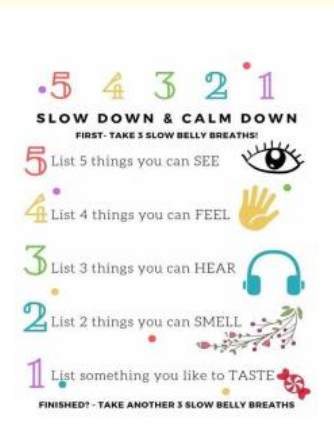 5 4 3 2 1
SLOW DOWN & CALM DOWN
FIRST- TAKE 3 SLOW BELLY BREATHS!
5 List 5 things you can SEE
4 List 4 things you can FEEL
3 List 3 things you can HEAR
2 List 2 things you can SMELL
1 List something you like to TASTE
FINISHED? - TAKE ANOTHER 3 SLOW BELLY BREATHS